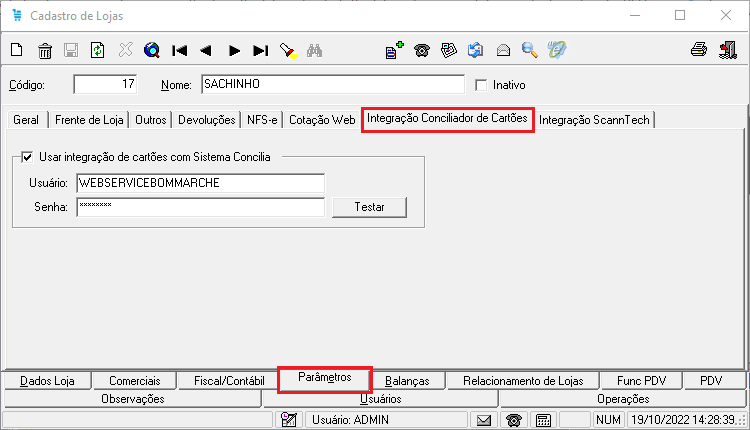 Cadastro de Lojas
Código: 17 Nome: SACHINHO Inativo
Geral Frente de Loja Outros Devoluções NFS-e Cotação Web Integração Conciliador de Cartões Integração ScannTech
Usar integração de cartões com Sistema Concilia
Usuário: WEBSERVICEBOMMARCHE
Senha: ******** Testar
Dados Loja Comerciais Fiscal/Contábil Parâmetros Balanças Relacionamento de Lojas Func PDV PDV
Observações Usuários Operações
Usuário: ADMIN NUM 19/10/2022 14:28:39